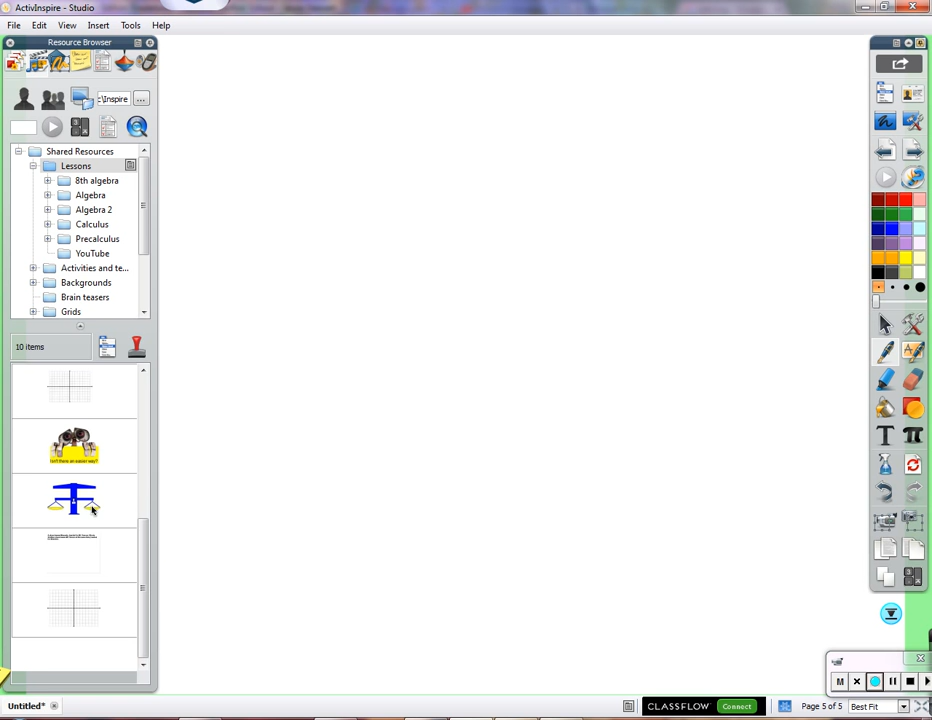 ActivInspire - Studio
File Edit View Insert Tools Help
Resource Browser
c:\Inspire ...
Shared Resources
Lessons
8th algebra
Algebra
Algebra 2
Calculus
Precalculus
YouTube
Activities and te...
Backgrounds
Brain teasers
Grids
10 items
Isn't there an easier way?
M
Untitled*
CLASSFLOW Connect
Page 5 of 5 Best Fit